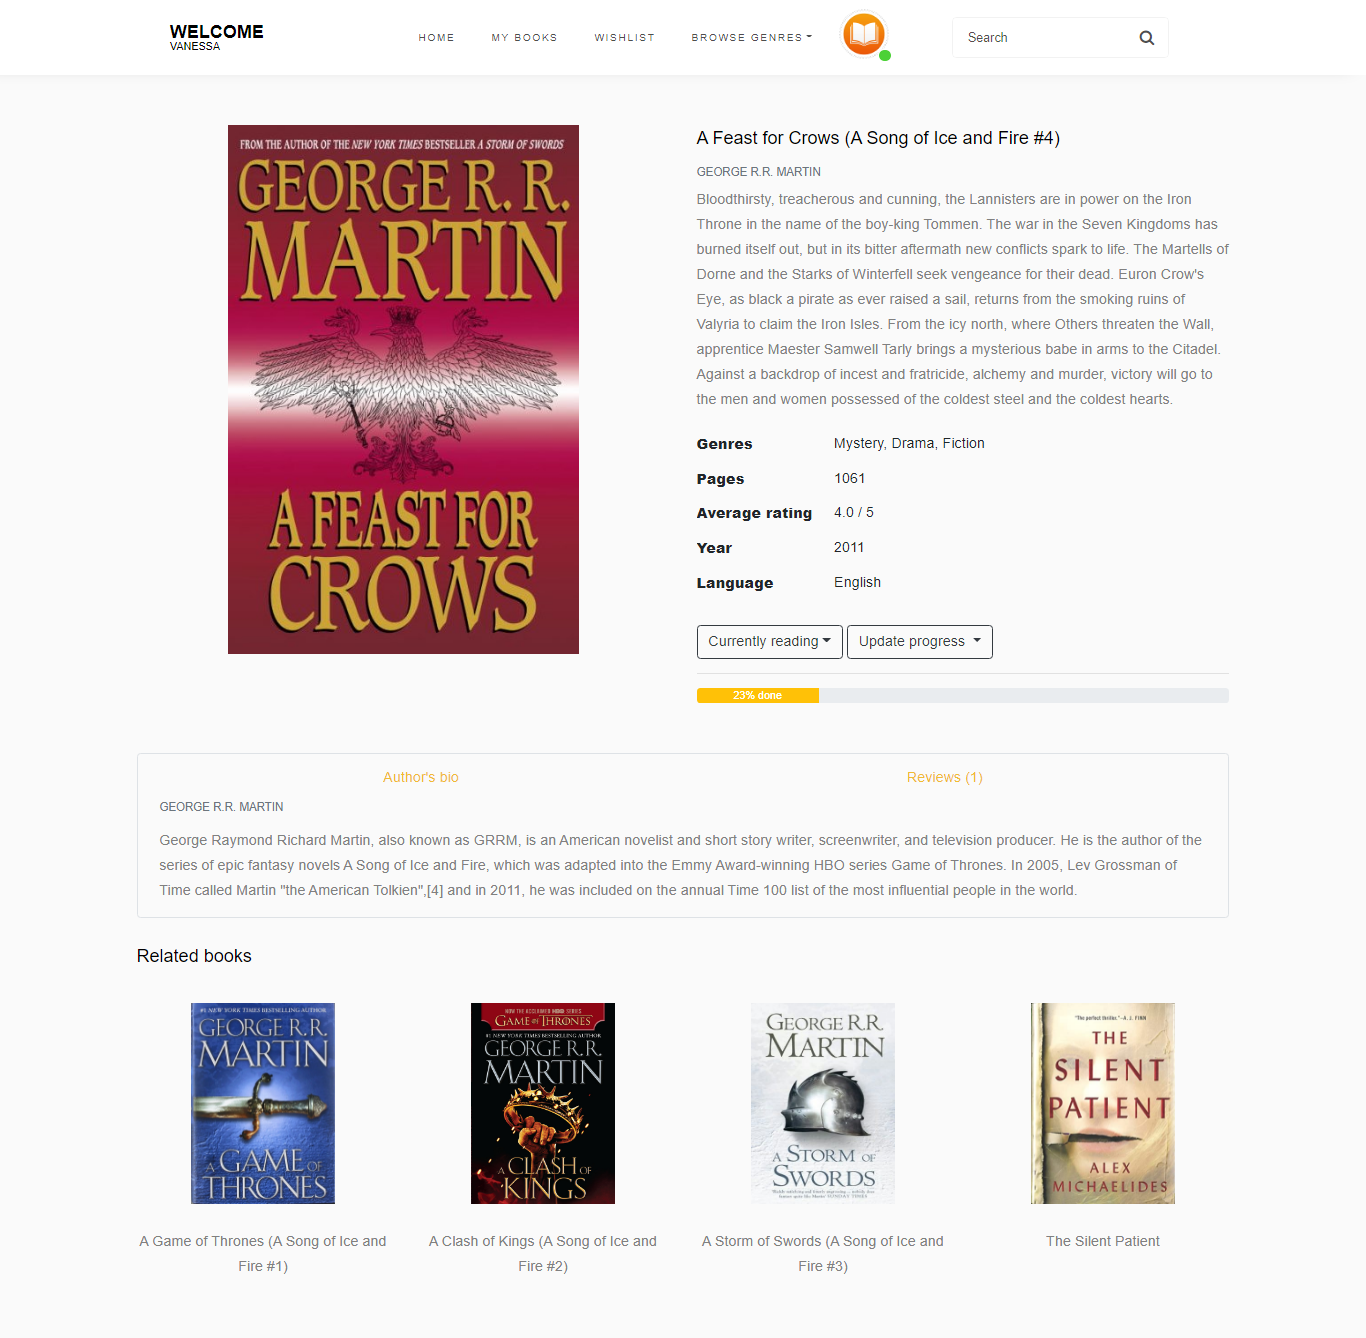 WELCOME
VANESSA
HOME
MY BOOKS
WISHLIST
BROWSE GENRES
Search
FROM THE AUTHOR OF THE NEW YORK TIMES BESTSELLER A STORM OF SWORDS
GEORGE R. R.
MARTIN
A FEAST FOR
CROWS
A Feast for Crows (A Song of Ice and Fire #4)
GEORGE R.R. MARTIN
Bloodthirsty, treacherous and cunning, the Lannisters are in power on the Iron
Throne in the name of the boy-king Tommen. The war in the Seven Kingdoms has
burned itself out, but in its bitter aftermath new conflicts spark to life. The Martells of
Dorne and the Starks of Winterfell seek vengeance for their dead. Euron Crow's
Eye, as black a pirate as ever raised a sail, returns from the smoking ruins of
Valyria to claim the Iron Isles. From the icy north, where Others threaten the Wall,
apprentice Maester Samwell Tarly brings a mysterious babe in arms to the Citadel.
Against a backdrop of incest and fratricide, alchemy and murder, victory will go to
the men and women possessed of the coldest steel and the coldest hearts.
Genres Mystery, Drama, Fiction
Pages 1061
Average rating 4.0 / 5
Year 2011
Language English
Currently reading
Update progress
23% done
Author's bio
Reviews (1)
GEORGE R.R. MARTIN
George Raymond Richard Martin, also known as GRRM, is an American novelist and short story writer, screenwriter, and television producer. He is the author of the
series of epic fantasy novels A Song of Ice and Fire, which was adapted into the Emmy Award-winning HBO series Game of Thrones. In 2005, Lev Grossman of
Time called Martin "the American Tolkien",[4] and in 2011, he was included on the annual Time 100 list of the most influential people in the world.
Related books
#1 NEW YORK TIMES BESTSELLING AUTHOR
GEORGE R.R.
MARTIN
A GAME OF
THRONES
A Game of Thrones (A Song of Ice and
Fire #1)
NOW THE ACCLAIMED HBO SERIES
GAME OF THRONES
#1 NEW YORK TIMES BESTSELLING AUTHOR
GEORGE R.R.
MARTIN
A CLASH OF
KINGS
A Clash of Kings (A Song of Ice and
Fire #2)
GEORGE R.R.
MARTIN
A STORM OF
SWORDS
SUNDAY TIMES
A Storm of Swords (A Song of Ice and
Fire #3)
"The perfect thriller." —A. J. FINN
THE
SILENT
PATIENT
ALEX
MICHAELIDES
The Silent Patient